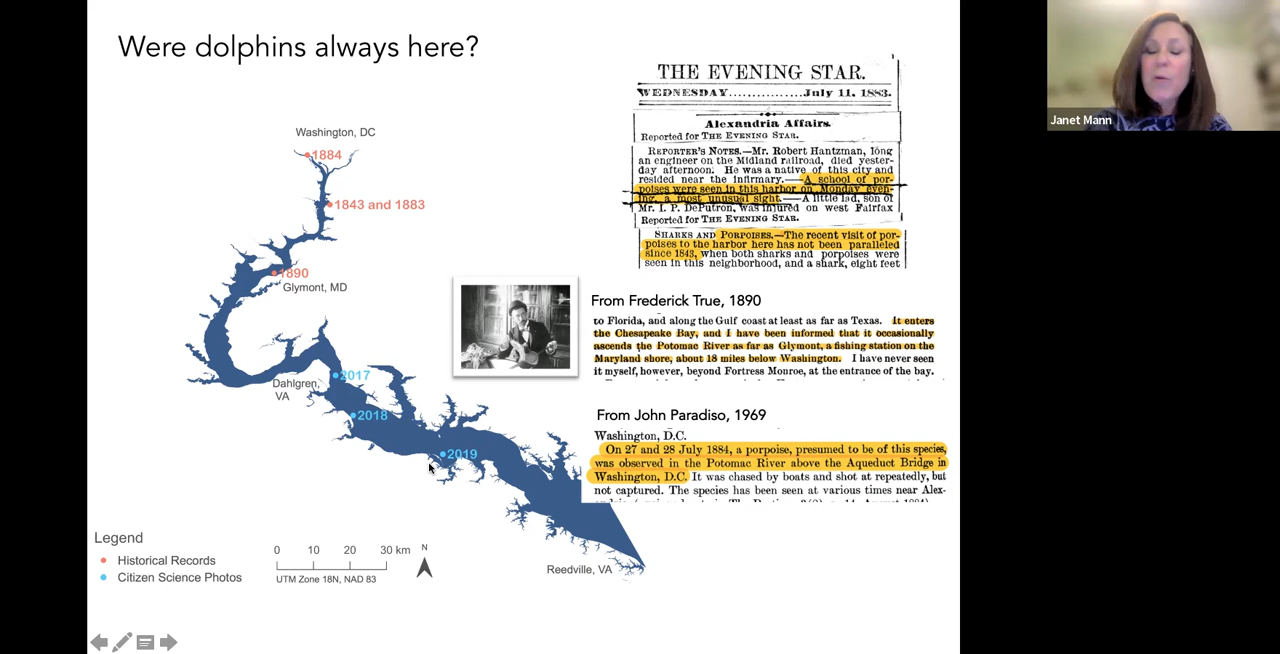 Were dolphins always here?
Washington, DC
1884
1843 and 1883
1890
Glymont, MD
Dahlgren,
VA
2017
2018
2019
Reedville, VA
Legend
Historical Records
Citizen Science Photos
0 10 20 30 km
N
UTM Zone 18N, NAD 83
THE EVENING STAR.
WEDNESDAY..............July 11, 1883.
Alexandria Affairs.
Reported for THE EVENING STAR.
REPORTER'S NOTES.—Mr. Robert Hantzman, long
an engineer on the Midland railroad, died yester-
day afternoon. He was a native of this city and
resided near the infirmary.——A school of por-
poises were seen in this harbor on Monday even-
ing, a most unusual sight.——A little lad, son of
Mr. I. P. DePutron, was injured on west Fairfax
Reported for THE EVENING STAR.
SHARKS AND PORPOISES.—The recent visit of por-
poises to the harbor here has not been paralleled
since 1843, when both sharks and porpoises were
seen in this neighborhood, and a shark, eight feet
From Frederick True, 1890
to Florida, and along the Gulf coast at least as far as Texas. It enters
the Chesapeake Bay, and I have been informed that it occasionally
ascends the Potomac River as far as Glymont, a fishing station on the
Maryland shore, about 18 miles below Washington. I have never seen
it myself, however, beyond Fortress Monroe, at the entrance of the bay.
From John Paradiso, 1969
Washington, D.C.
On 27 and 28 July 1884, a porpoise, presumed to be of this species,
was observed in the Potomac River above the Aqueduct Bridge in
Washington, D.C. It was chased by boats and shot at repeatedly, but
not captured. The species has been seen at various times near Alex-
Janet Mann